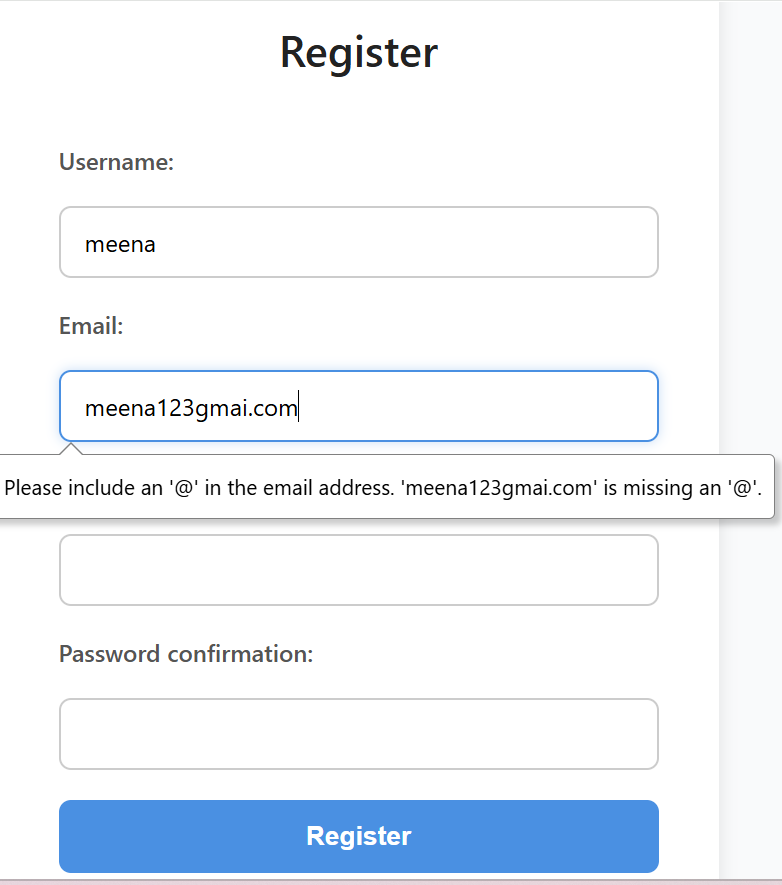 Register
Username:
meena
Email:
meena123gmai.com
Please include an '@' in the email address. 'meena123gmai.com' is missing an '@'.
Password confirmation:
Register